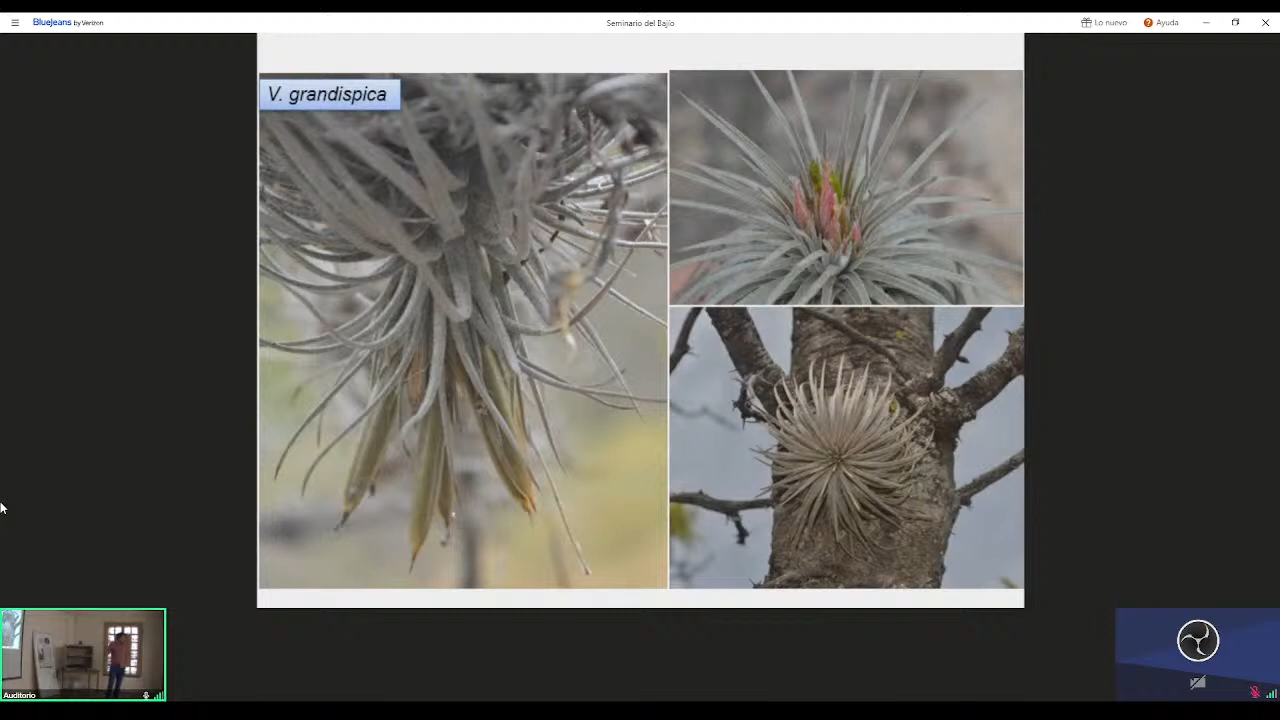 BlueJeans by Verizon
Seminario del Bajío
Lo nuevo
Ayuda
V. grandispica
Auditorio